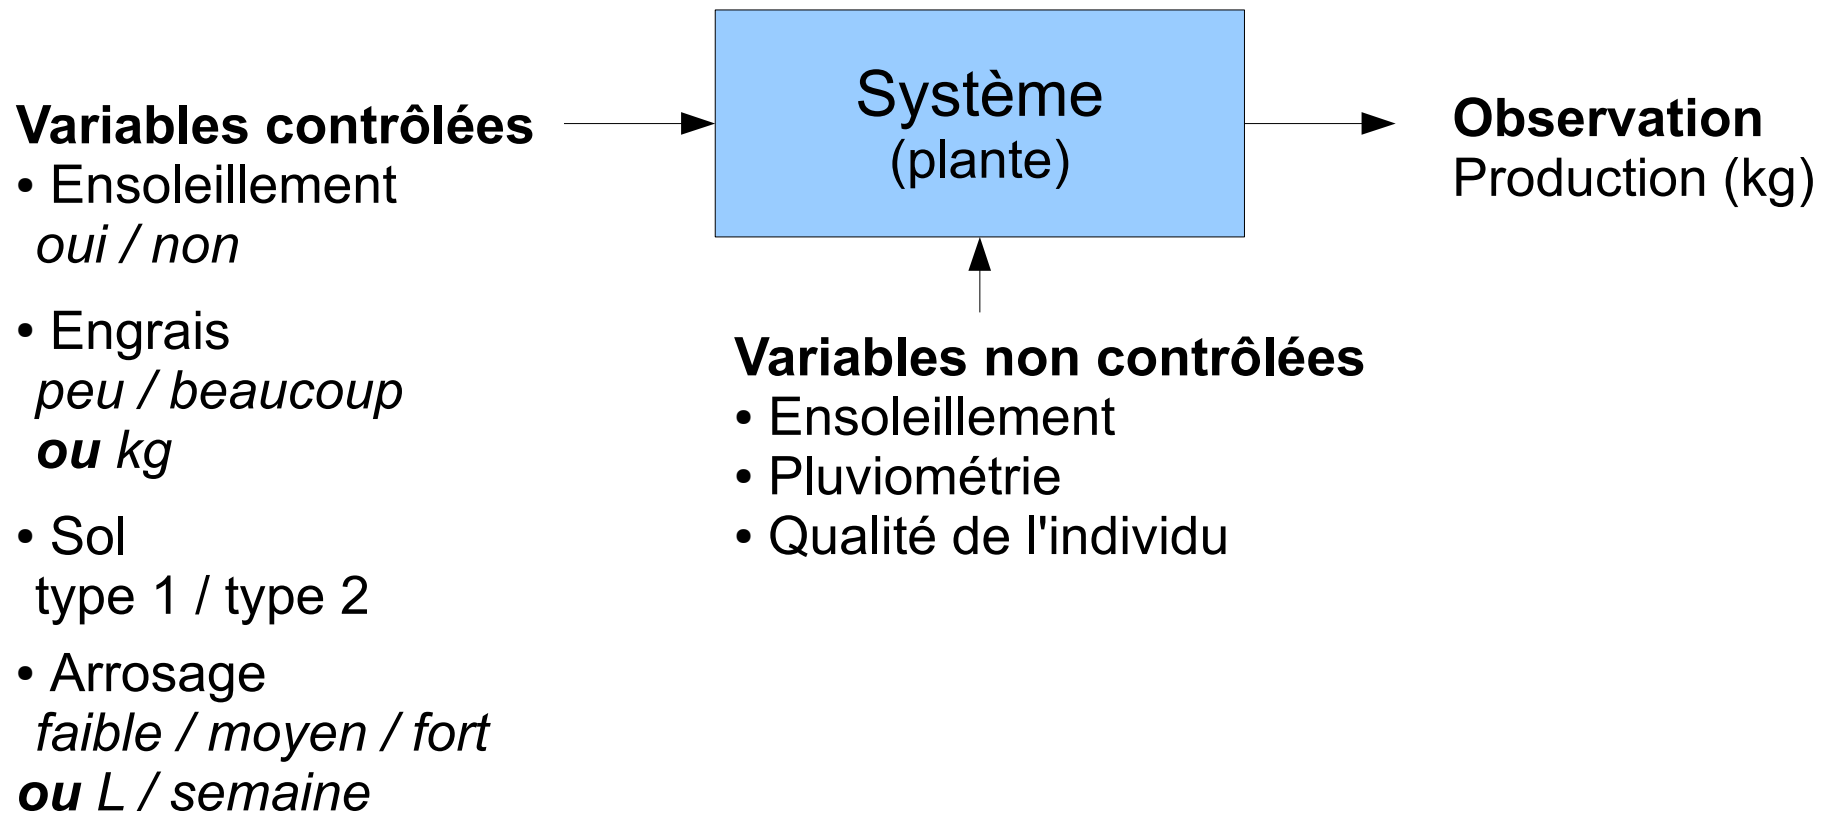 Variables contrôlées
• Ensoleillement
oui / non
• Engrais
peu / beaucoup
ou kg
• Sol
type 1 / type 2
• Arrosage
faible / moyen / fort
ou L / semaine
Système
(plante)
Variables non contrôlées
• Ensoleillement
• Pluviométrie
• Qualité de l'individu
Observation
Production (kg)